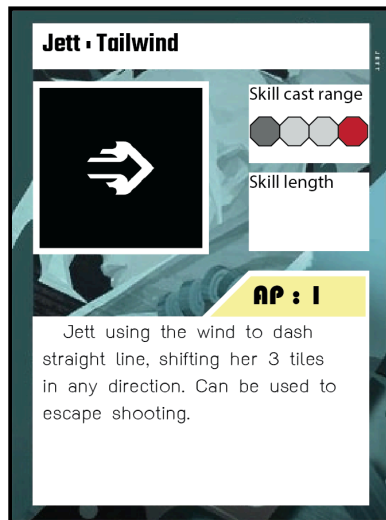 Jett : Tailwind
JETT
Skill cast range
Skill length
AP : 1
Jett using the wind to dash
straight line, shifting her 3 tiles
in any direction. Can be used to
escape shooting.